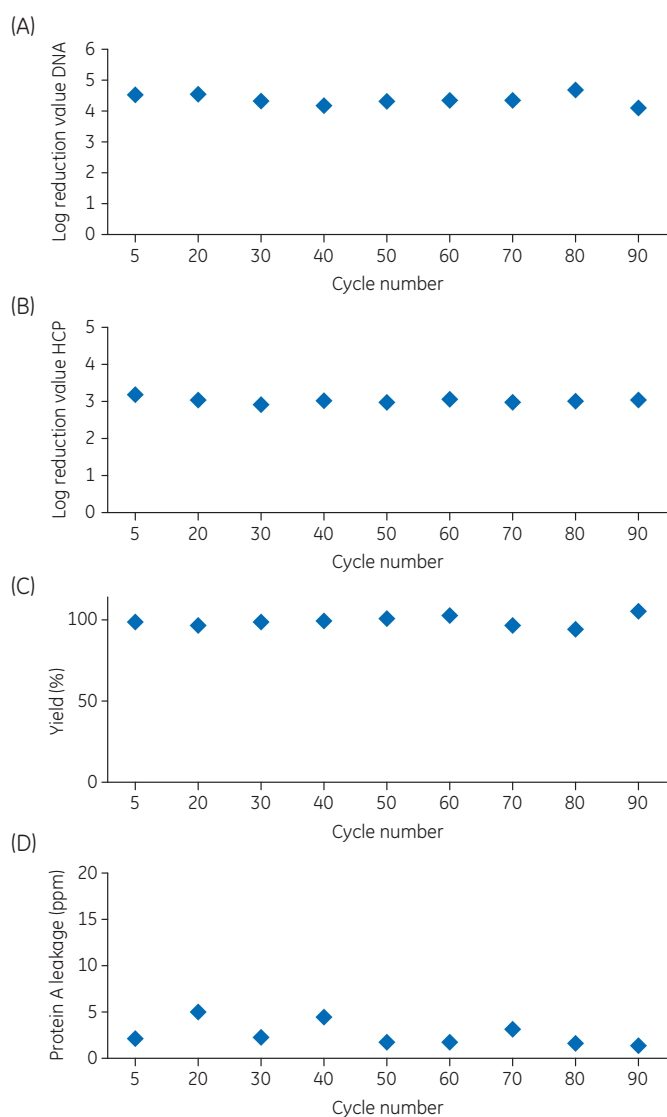 (A)
Log reduction value DNA
6
5
4
3
2
1
0
5 20 30 40 50 60 70 80 90
Cycle number
(B)
Log reduction value HCP
5
4
3
2
1
0
5 20 30 40 50 60 70 80 90
Cycle number
(C)
Yield (%)
100
50
0
5 20 30 40 50 60 70 80 90
Cycle number
(D)
Protein A leakage (ppm)
20
15
10
5
0
5 20 30 40 50 60 70 80 90
Cycle number